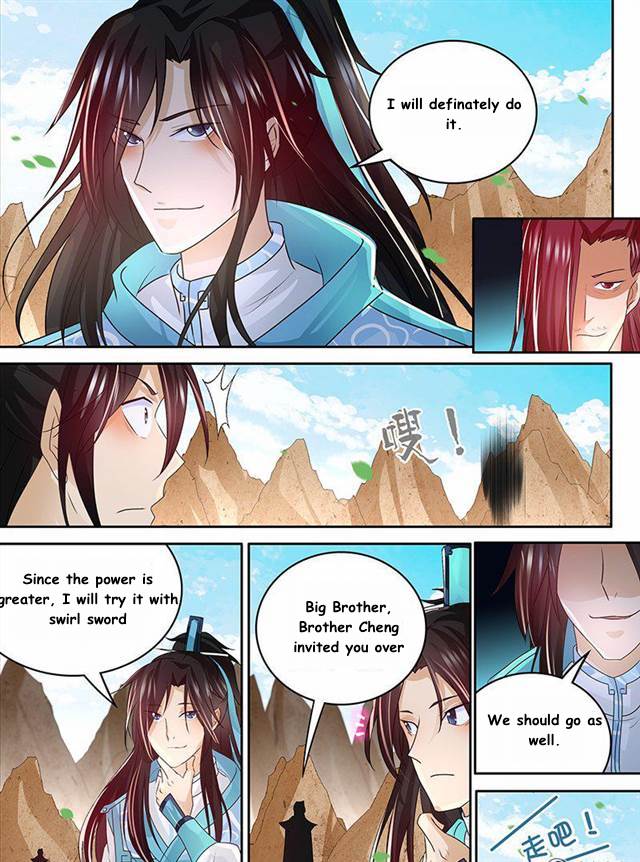 I will definately do
it.
嗖！
Since the power is
greater, I will try it with
swirl sword
Big Brother,
Brother Cheng
invited you over
We should go as
well.
走吧！